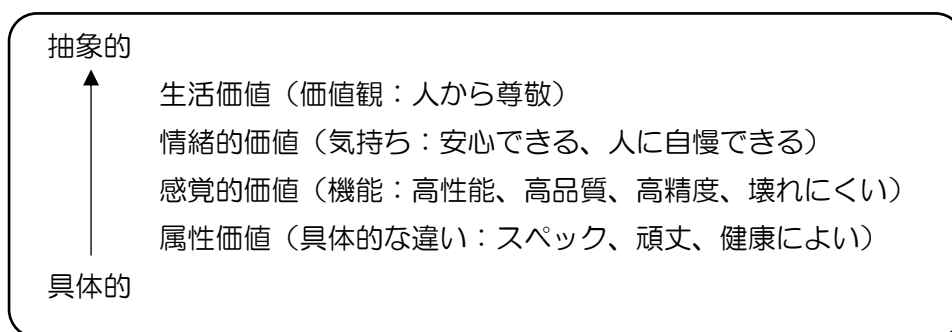 抽象的
生活価値（価値観：人から尊敬）
情緒的価値（気持ち：安心できる、人に自慢できる）
感覚的価値（機能：高性能、高品質、高精度、壊れにくい）
属性価値（具体的な違い：スペック、頑丈、健康によい）
具体的